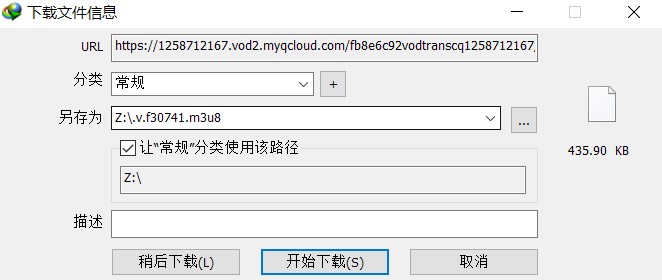 下载文件信息
URL https://1258712167.vod2.myqcloud.com/fb8e6c92vodtranscq1258712167,
分类 常规 +
另存为 Z:\.v.f30741.m3u8 ...
435.90 KB
让“常规”分类使用该路径
Z:\
描述
稍后下载(L) 开始下载(S) 取消